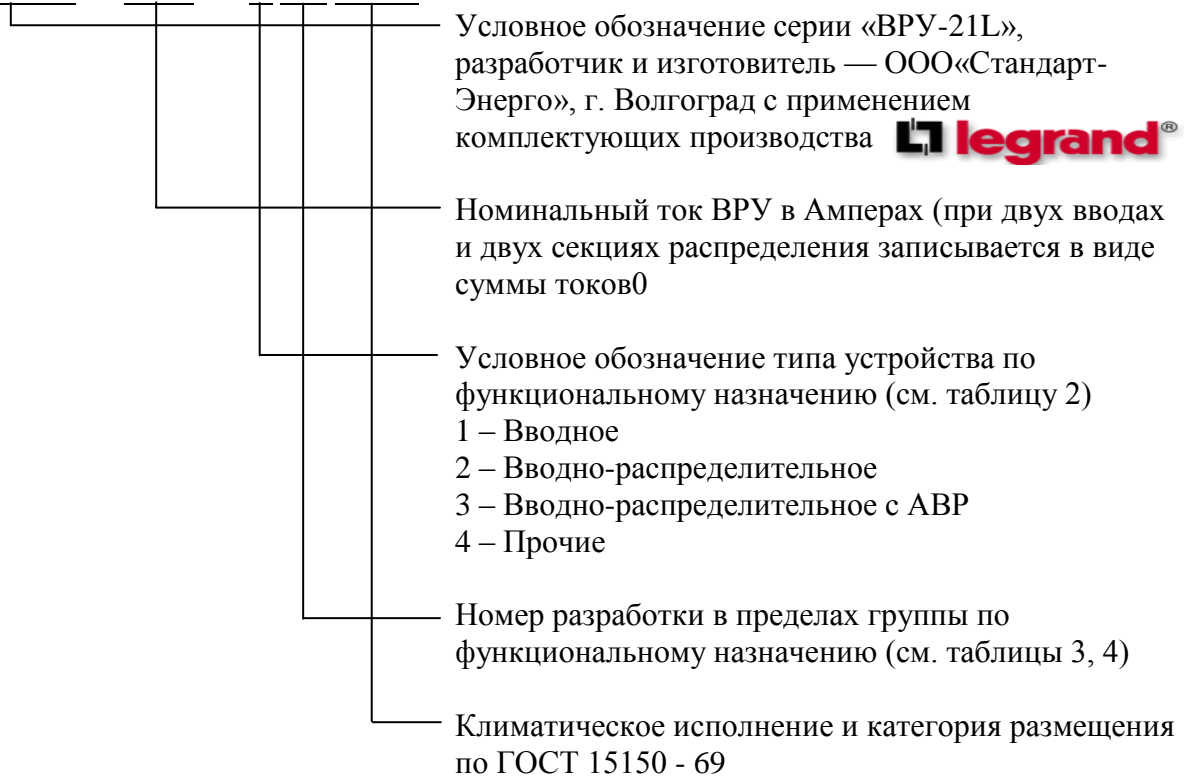 Условное обозначение серии «ВРУ-21L»,
разработчик и изготовитель — ООО«Стандарт-
Энерго», г. Волгоград с применением
комплектующих производства legrand®
Номинальный ток ВРУ в Амперах (при двух вводах
и двух секциях распределения записывается в виде
суммы токов0
Условное обозначение типа устройства по
функциональному назначению (см. таблицу 2)
1 – Вводное
2 – Вводно-распределительное
3 – Вводно-распределительное с АВР
4 – Прочие
Номер разработки в пределах группы по
функциональному назначению (см. таблицы 3, 4)
Климатическое исполнение и категория размещения
по ГОСТ 15150 - 69